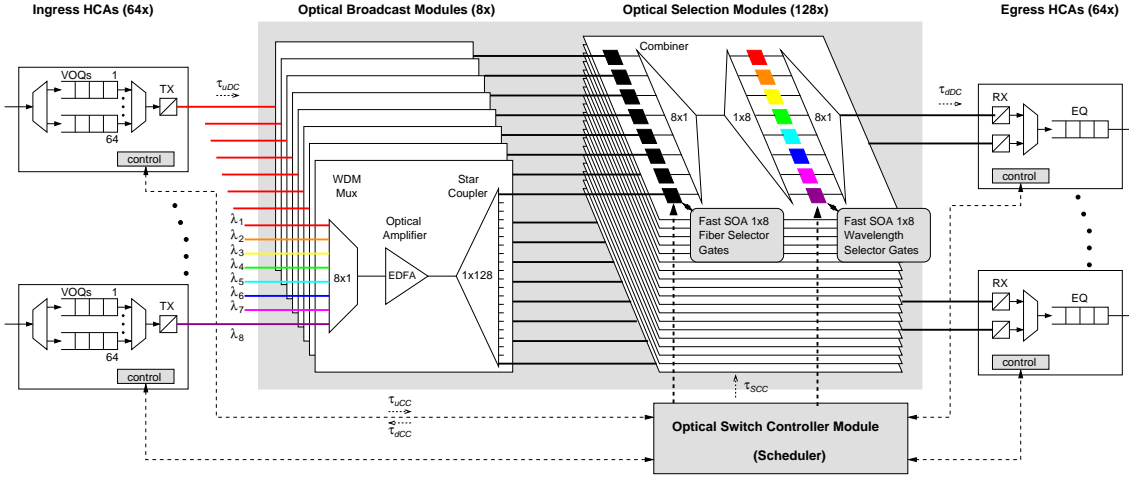 Ingress HCAs (64x)
Optical Broadcast Modules (8x)
Optical Selection Modules (128x)
Egress HCAs (64x)
VOQs
1
64
TX
control
τuDC
Combiner
8x1
1x8
8x1
τdDC
RX
EQ
control
WDM
Mux
Star
Coupler
Optical
Amplifier
8x1
EDFA
1x128
λ1
λ2
λ3
λ4
λ5
λ6
λ7
λ8
Fast SOA 1x8
Fiber Selector
Gates
Fast SOA 1x8
Wavelength
Selector Gates
VOQs
1
64
TX
control
RX
EQ
control
τSCC
τuCC
τdCC
Optical Switch Controller Module
(Scheduler)